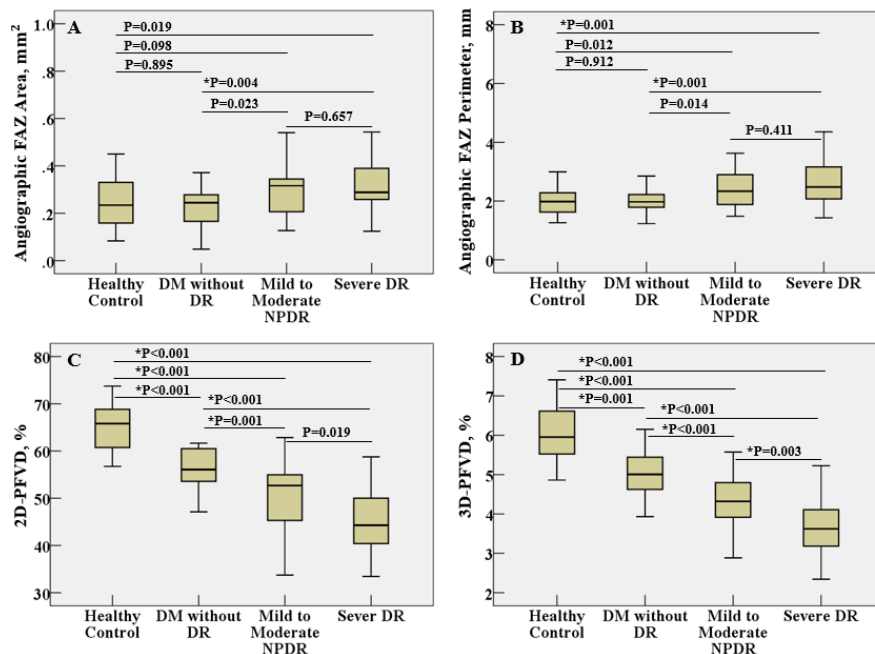 A
Angiographic FAZ Area, mm²
1.0
.8
.6
.4
.2
.0
P=0.019
P=0.098
P=0.895
*P=0.004
P=0.023
P=0.657
Healthy Control
DM without DR
Mild to Moderate NPDR
Severe DR
B
Angiographic FAZ Perimeter, mm
8
6
4
2
0
*P=0.001
P=0.012
P=0.912
*P=0.001
P=0.014
P=0.411
Healthy Control
DM without DR
Mild to Moderate NPDR
Severe DR
C
2D-PFVD, %
80
70
60
50
40
30
*P<0.001
*P<0.001
*P<0.001
*P<0.001
*P=0.001
P=0.019
Healthy Control
DM without DR
Mild to Moderate NPDR
Sever DR
D
3D-PFVD, %
8
7
6
5
4
3
2
*P<0.001
*P<0.001
*P=0.001
*P<0.001
*P<0.001
*P=0.003
Healthy Control
DM without DR
Mild to Moderate NPDR
Severe DR